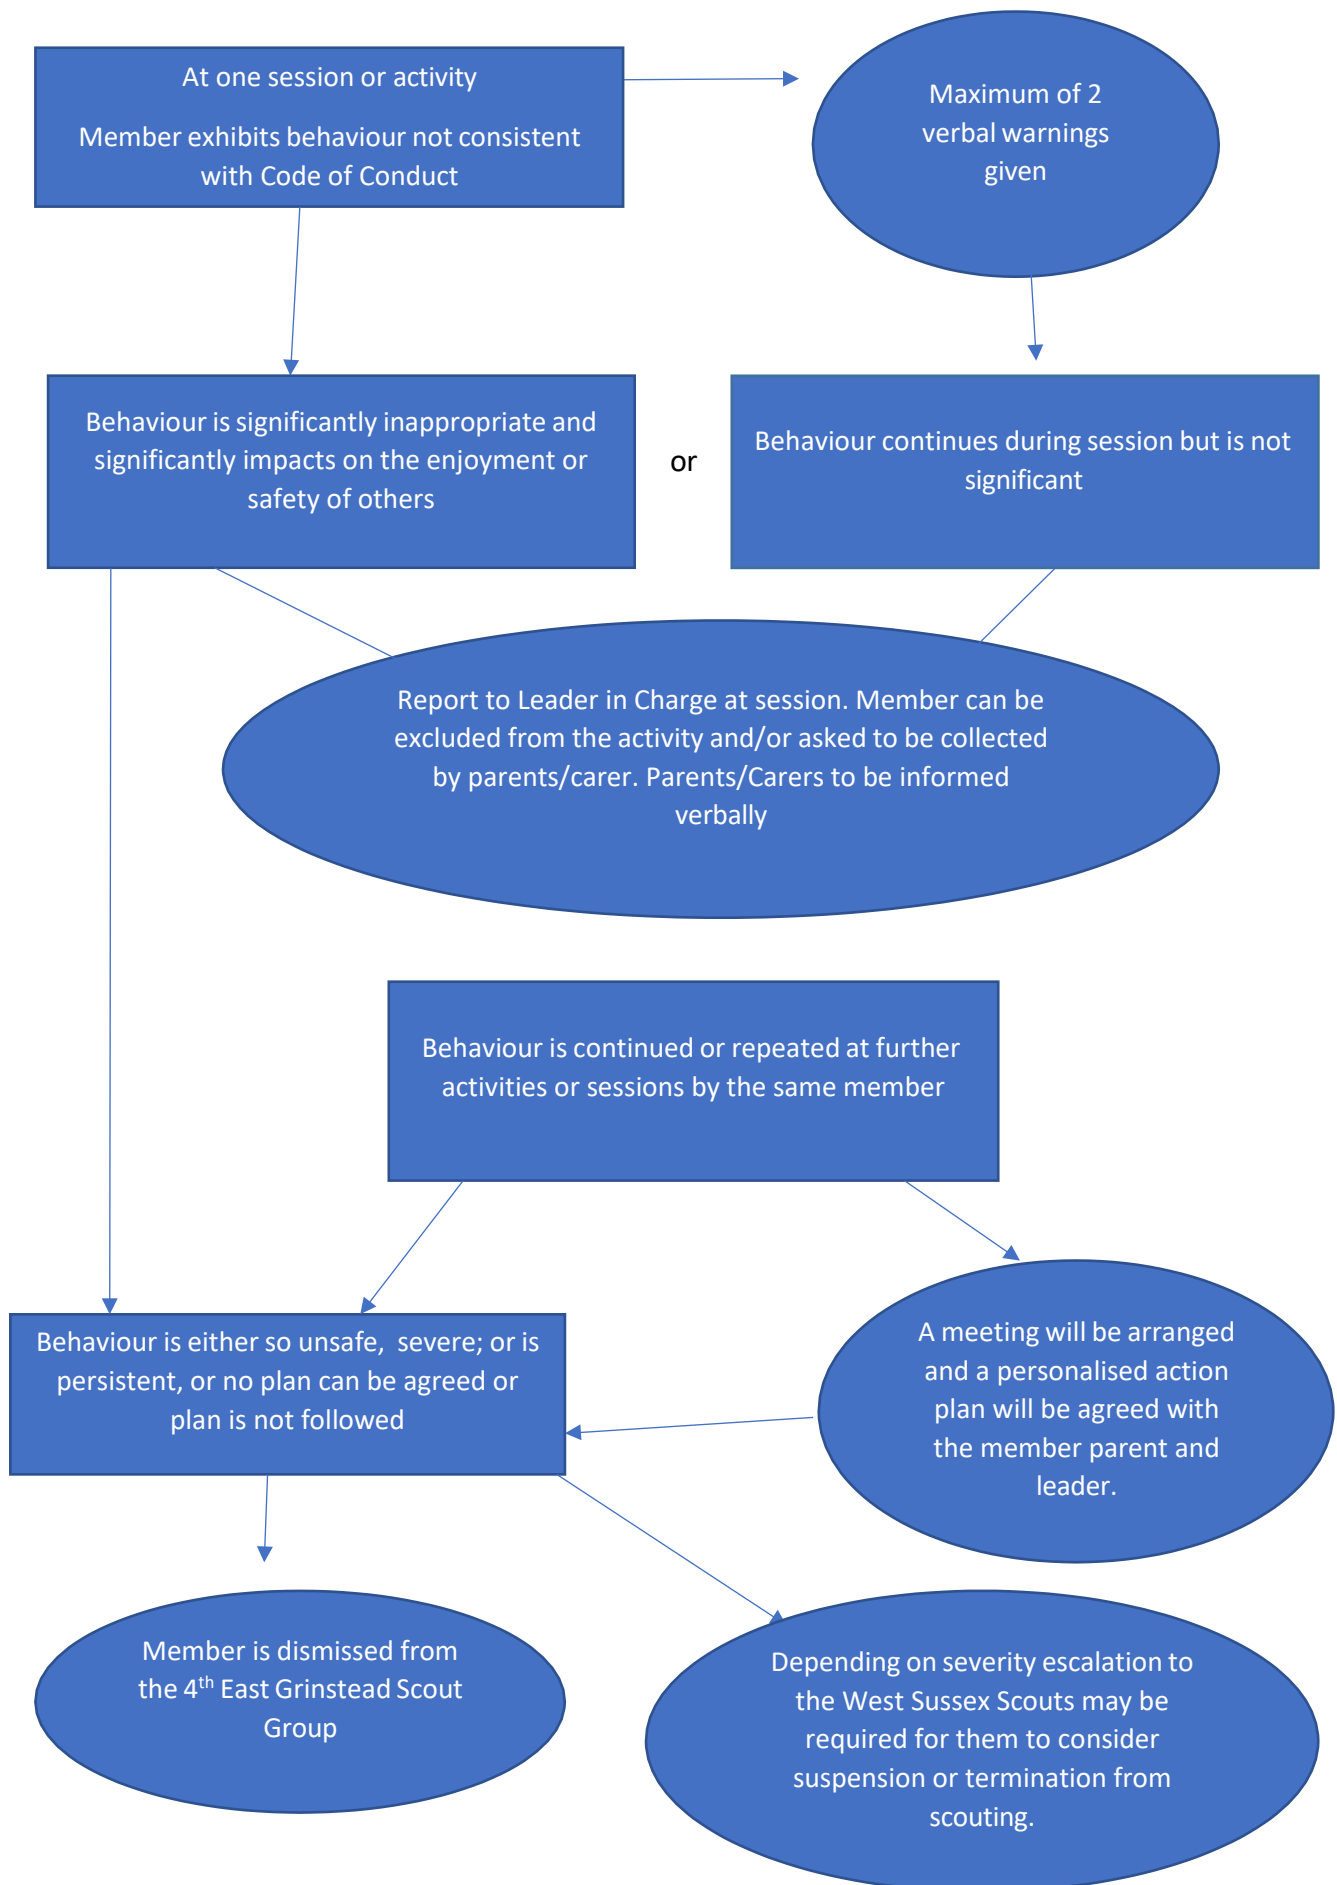 At one session or activity
Member exhibits behaviour not consistent
with Code of Conduct
Maximum of 2
verbal warnings
given
Behaviour is significantly inappropriate and
significantly impacts on the enjoyment or
safety of others
or
Behaviour continues during session but is not
significant
Report to Leader in Charge at session. Member can be
excluded from the activity and/or asked to be collected
by parents/carer. Parents/Carers to be informed
verbally
Behaviour is continued or repeated at further
activities or sessions by the same member
Behaviour is either so unsafe,  severe; or is
persistent, or no plan can be agreed or
plan is not followed
A meeting will be arranged
and a personalised action
plan will be agreed with
the member parent and
leader.
Member is dismissed from
the 4th East Grinstead Scout
Group
Depending on severity escalation to
the West Sussex Scouts may be
required for them to consider
suspension or termination from
scouting.